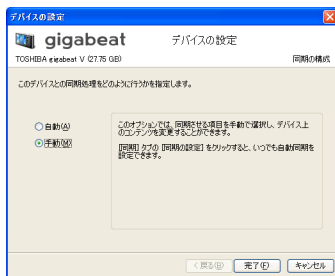 デバイスの設定
gigabeat デバイスの設定
TOSHIBA gigabeat V (27.75 GB) 同期の構成
このデバイスとの同期処理をどのように行うかを指定します。
自動(A)
手動(M)
このオプションでは、同期させる項目を手動で選択し、デバイス上
のコンテンツを変更することができます。
[同期] タブの [同期の設定] をクリックすると、いつでも自動同期を
設定できます。
< 戻る(B) 完了(F) キャンセル